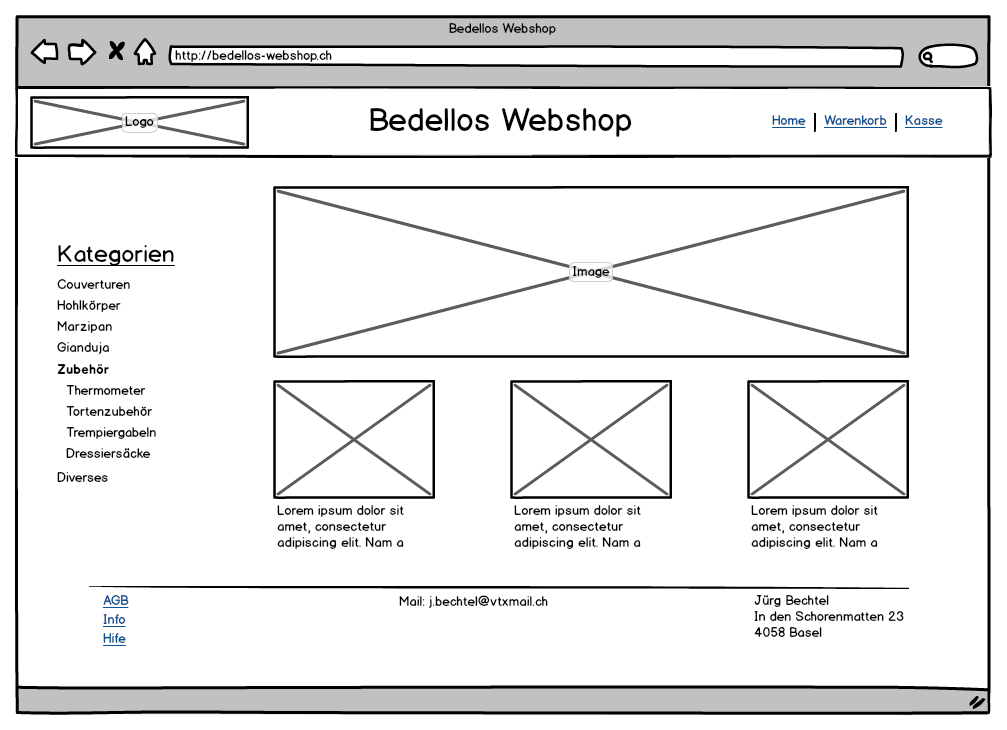 Bedellos Webshop
http://bedellos-webshop.ch
Logo
Bedellos Webshop
Home | Warenkorb | Kasse
Image
Kategorien
Couverturen
Hohlkörper
Marzipan
Gianduja
Zubehör
Thermometer
Tortenzubehör
Trempiergabeln
Dressiersäcke
Diverses
Lorem ipsum dolor sit
amet, consectetur
adipiscing elit. Nam a
Lorem ipsum dolor sit
amet, consectetur
adipiscing elit. Nam a
Lorem ipsum dolor sit
amet, consectetur
adipiscing elit. Nam a
AGB
Info
Hife
Mail: j.bechtel@vtxmail.ch
Jürg Bechtel
In den Schorenmatten 23
4058 Basel